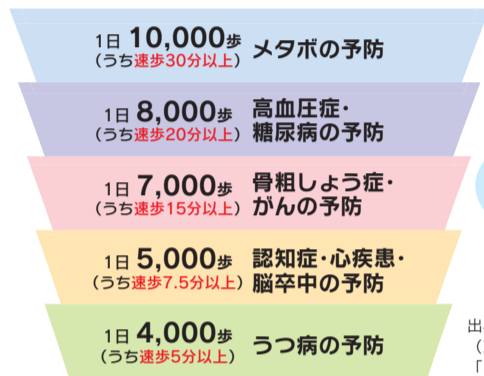 1日 10,000歩
(うち速歩30分以上)
メタボの予防
1日 8,000歩
(うち速歩20分以上)
高血圧症・
糖尿病の予防
1日 7,000歩
(うち速歩15分以上)
骨粗しょう症・
がんの予防
1日 5,000歩
(うち速歩7.5分以上)
認知症・心疾患・
脳卒中の予防
1日 4,000歩
(うち速歩5分以上)
うつ病の予防
出
(
「